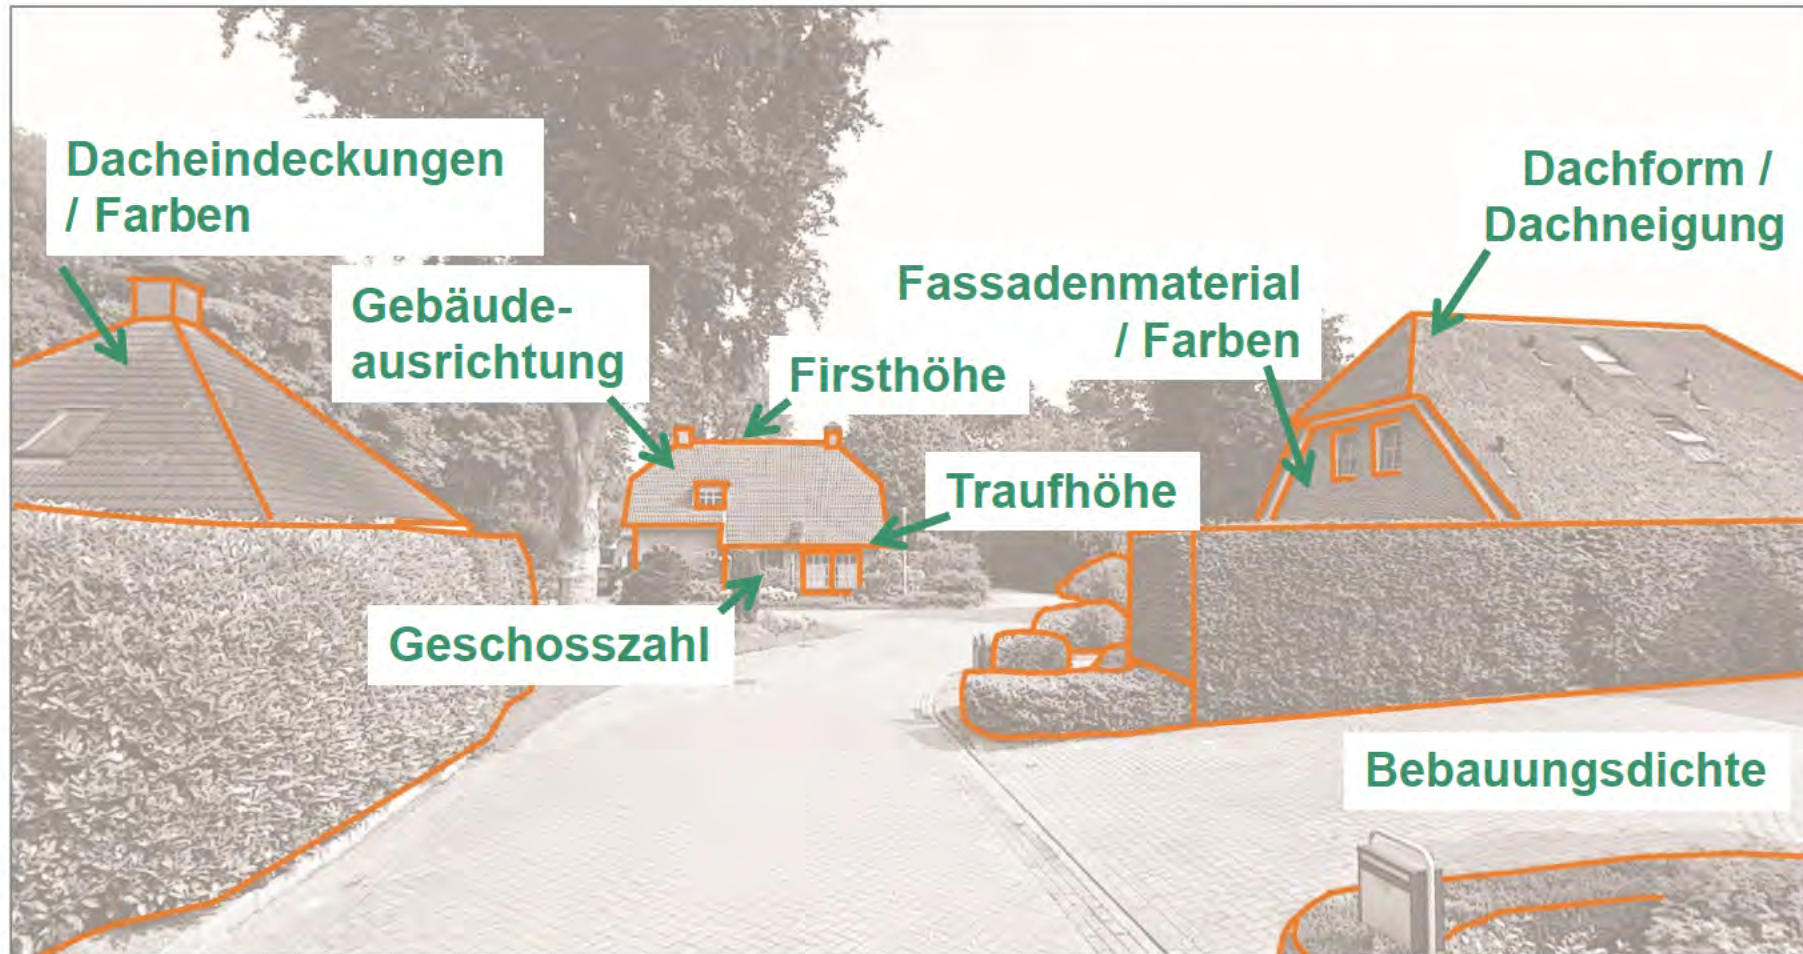 Dacheindeckungen
/ Farben
Dachform /
Dachneigung
Gebäude-
ausrichtung
Fassadenmaterial
/ Farben
Firsthöhe
Traufhöhe
Geschosszahl
Bebauungsdichte